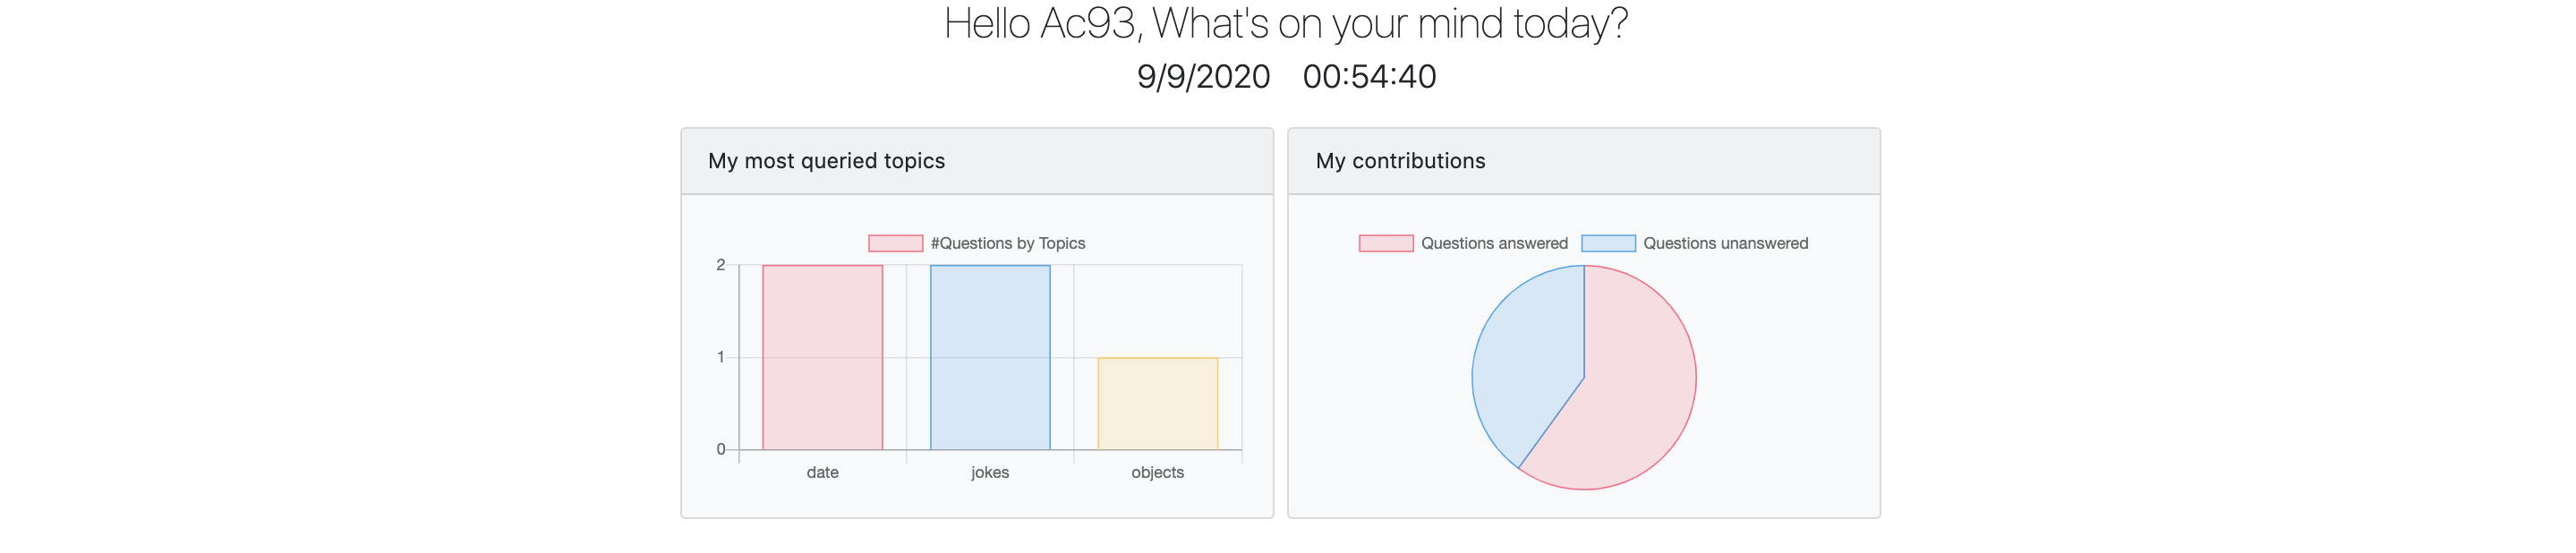 Hello Ac93, What's on your mind today?
9/9/2020 00:54:40
My most queried topics
#Questions by Topics
2
1
0
date jokes objects
My contributions
Questions answered Questions unanswered